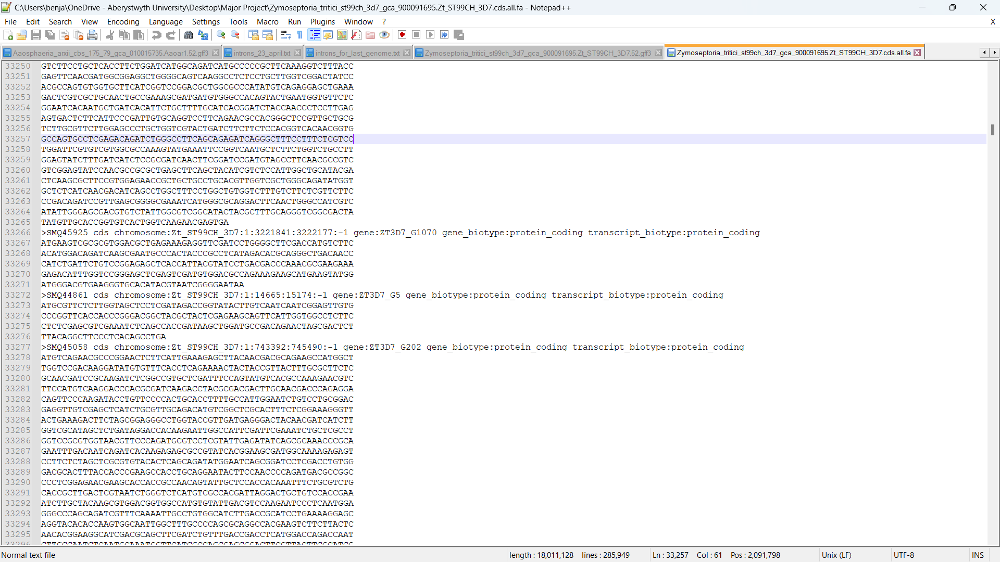 C:\Users\benja\OneDrive - Aberystwyth University\Desktop\Major Project\Zymoseptoria_tritici_st99ch_3d7_gca_900091695.Zt_ST99CH_3D7.cds.all.fa - Notepad++
File Edit Search View Encoding Language Settings Tools Macro Run Plugins Window ? X
Aaosphaeria_arxii_cbs_175_79_gca_010015735.Aaoar1.52.gff3 introns_23_april.txt introns_for_last_genome.txt Zymoseptoria_tritici_st99ch_3d7_gca_900091695.Zt_ST99CH_3D7.52.gff3 Zymoseptoria_tritici_st99ch_3d7_gca_900091695.Zt_ST99CH_3D7.cds.all.fa
33250 GTCTTCCTGCTCACCTTCTGGATCATGGCAGATCATGCCCCCGCTTCAAAGGTCTTTACC
33251 GAGTTCAACGATGGCGGAGGCTGGGGCAGTCAAGGCCTCTCCTGCTTGGTCGGACTATCC
33252 ACGCCAGTGTGGTGCTTCATCGGTCCGGACGCTGGCGCCCATATGTCAGAGGAGCTGAAA
33253 GACTCGTCGCTGCAACTGCCGAAAGCGATGATGTGGGCCACAGTACTGAATGGTGTTCTC
33254 GGAATCACAATGCTGATCACATTCTGCTTTTGCATCACGGATCTACCAACCCTCCTTGAG
33255 AGTGACTCTTCATTCCCGATTGTGCAGGTCCTTCAGAACGCCACGGGCTCCGTTGCTGCG
33256 TCTTGCGTTCTTGGAGCCCTGCTGGTCGTACTGATCTTCTTCTCCACGGTCACAACGGTG
33257 GCCAGTGCCTCGAGACAGATCTGGGCCTTCAGCAGAGATCAGGGCTTTCCTTTCTCGTCC
33258 TGGATTCGTGTCGTGGCGCCAAAGTATGAAATTCCGGTCAATGCTCTTCTGGTCTGCCTT
33259 GGAGTATCTTTGATCATCTCCGCGATCAACTTCGGATCCGATGTAGCCTTCAACGCCGTC
33260 GTCGGAGTATCCAACGCCGCGCTGAGCTTCAGCTACATCGTCTCCATTGGCTGCATACGA
33261 CTCAAGCGCTTCCGTGGAGAACCGCTGCTGCCTGCACGTTGGTCGCTGGGCAGATATGGT
33262 GCTCTCATCAACGACATCAGCCTGGCTTTCCTGGCTGTGGTCTTTGTCTTCTCGTTCTTC
33263 CCGACAGATCCGTTGAGCGGGGCGAAATCATGGGCGCAGGACTTCAACTGGGCCATCGTC
33264 ATATTGGGAGCGACGTGTCTATTGGCGTCGGCATACTACGCTTTGCAGGGTCGGCGACTA
33265 TATGTTGCACCGGTGTCACTGGTCAAGAACGAGTGA
33266 >SMQ45925 cds chromosome:Zt_ST99CH_3D7:1:3221841:3222177:-1 gene:ZT3D7_G1070 gene_biotype:protein_coding transcript_biotype:protein_coding
33267 ATGAAGTCGCGCGTGGACGCTGAGAAAGAGGTTCGATCCTGGGGCTTCGACCATGTCTTC
33268 ACATGGACAGATCAAGCGAATGCCCACTACCCGCCTCATAGACACGCAGGGCTGACAACC
33269 CATCTGATTCTGTCCGGAGAGCTCACCATTACGTATCCTGACGACCCAAACGCGAAGAAA
33270 GAGACATTTGGTCCGGGAGCTCGAGTCGATGTGGACGCCAGAAAGAAGCATGAAGTATGG
33271 ATGGGACGTGAAGGGTGCACATACGTAATCGGGGAATAA
33272 >SMQ44861 cds chromosome:Zt_ST99CH_3D7:1:14665:15174:-1 gene:ZT3D7_G5 gene_biotype:protein_coding transcript_biotype:protein_coding
33273 ATGCGTTCTCTTGGTAGCTCCTCGATAGACCGGTATACTTGTCAATCAATCGGAGTTGTG
33274 CCCGGTTCACCACCCGGGACGGCTACGCTACTCGAGAAGCAGTTCATTGGTGGCCTCTTC
33275 CTCTCGAGCGTCGAAATCTCAGCCACCGATAAGCTGGATGCCGACAGAACTAGCGACTCT
33276 TTACAGGCTTCCCTCACAGCCTGA
33277 >SMQ45058 cds chromosome:Zt_ST99CH_3D7:1:743392:745490:-1 gene:ZT3D7_G202 gene_biotype:protein_coding transcript_biotype:protein_coding
33278 ATGTCAGAACGCCCGGAACTCTTCATTGAAAGAGCTTACAACGACGCAGAAGCCATGGCT
33279 TGGTCCGACAAGGATATGTGTTTCACCTCAGAAAACTACTACCGTTACTTTGCGCTTCTC
33280 GCAACGATCCGCAAGATCTCGGCCGTGCTCGATTTCCAGTATGTCACGCCAAAGAACGTC
33281 TTCCATGTCAAGGACCCACGCGATCAAGACCTACGCGACGACTTGCAACGACCCAGAGGA
33282 CAGTTCCCAAGATACCTGTTCCCCACTGCACCTTTTGCCATTGGAATCTGTCCTGCGGAC
33283 GAGGTTGTCGAGCTCATCTGCGTTGCAGACATGTCGGCTCGCACTTTCTCGGAAAGGGTT
33284 ACTGAAAGACTTCTAGCGGAGGGCCTGGTACCGTTGATGAGGGACTACAACGATCATCTT
33285 GGTCGCATAGCTCTGATAGGACCACAAGAATTGGCCATTCGATTCGAAATCTGCTCGCCT
33286 GGTCCGCGTGGTAACGTTCCCAGATGCGTCCTCGTATTGAGATATCAGCGCAAACCCGCA
33287 GAATTTGACAATCAGATCACAAGAGAGCGCCGTATCACGGAAGCGATGGCAAAAGAGAGT
33288 CCTTCTCTAGCTCGCGTGTACACTCAGCAGATATGGAATCAGCGGATCCTCGACCTGTGG
33289 GACGCACTTTACCACCCGAAGCCACCTGCAGGAATACTTCCAACCCCAGATGACGCCGGC
33290 CCCTCGGAGAACGAAGCACCACCGCCAACAGTATTGCTCCACCACAAATTTCTGCGTCTG
33291 CACCGCTTGACTCGTAATCTGGGTCTCATGTCGCCACGATTAGGACTGCTGTCCACCGAA
33292 ATCTTGCTACAAGCGTGGACGGTGGCCATGTGTATTGACGTCCAAGAATCCCTCAATGGA
33293 GGGCCCAGCAGATCGTTTCAAAATTGCCTGTGGCATCTTGACCGCATCCTGAAAAGGAGC
33294 AGGTACACACCAAGTGGCAATTGGCTTTGCCCCAGCGCAGGCCACGAAGTCTTCTTACTC
33295 AACACGGAAGGCATCGACGCAGCTTCGATCTGTTTGACCGACCTCATGGACCAGACCAAT
Normal text file length : 18,011,128 lines : 285,949 Ln : 33,257 Col : 61 Pos : 2,091,798 Unix (LF) UTF-8 INS